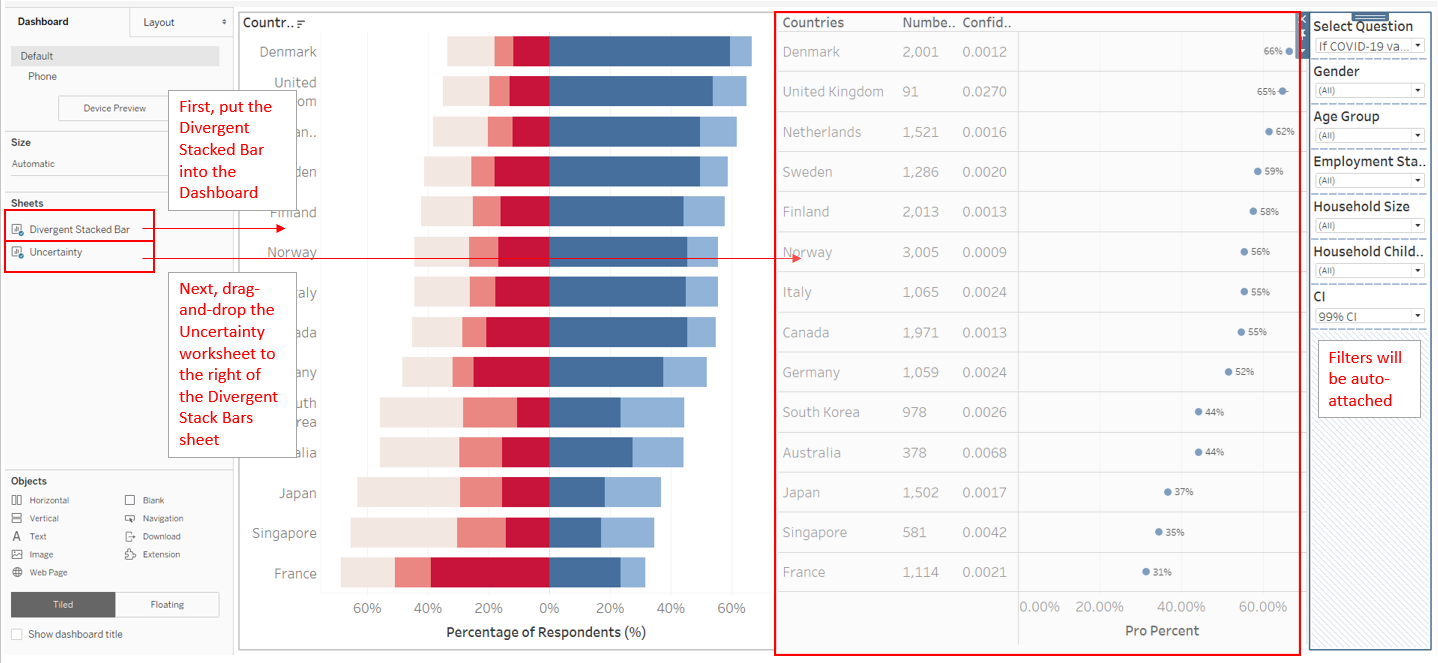 Dashboard
Layout
Default
Phone
Device Preview
Size
Automatic
Sheets
Divergent Stacked Bar
Uncertainty
First, put the
Divergent
Stacked Bar
into the
Dashboard
Next, drag-
and-drop the
Uncertainty
worksheet to
the right of
the Divergent
Stack Bars
sheet
Objects
Horizontal
Blank
Vertical
Navigation
Text
Download
Image
Extension
Web Page
Tiled
Floating
Show dashboard title
Countr..
Denmark
United
om
an..
den
Finland
Norway
aly
ada
any
uth
rea
alia
Japan
Singapore
France
60% 40% 20% 0% 20% 40% 60%
Percentage of Respondents (%)
Countries Numbe.. Confid..
Denmark 2,001 0.0012 66%
United Kingdom 91 0.0270 65%
Netherlands 1,521 0.0016 62%
Sweden 1,286 0.0020 59%
Finland 2,013 0.0013 58%
Norway 3,005 0.0009 56%
Italy 1,065 0.0024 55%
Canada 1,971 0.0013 55%
Germany 1,059 0.0024 52%
South Korea 978 0.0026 44%
Australia 378 0.0068 44%
Japan 1,502 0.0017 37%
Singapore 581 0.0042 35%
France 1,114 0.0021 31%
0.00% 20.00% 40.00% 60.00%
Pro Percent
Select Question
If COVID-19 va...
Gender
(All)
Age Group
(All)
Employment Sta..
(All)
Household Size
(All)
Household Child..
(All)
CI
99% CI
Filters will
be auto-
attached